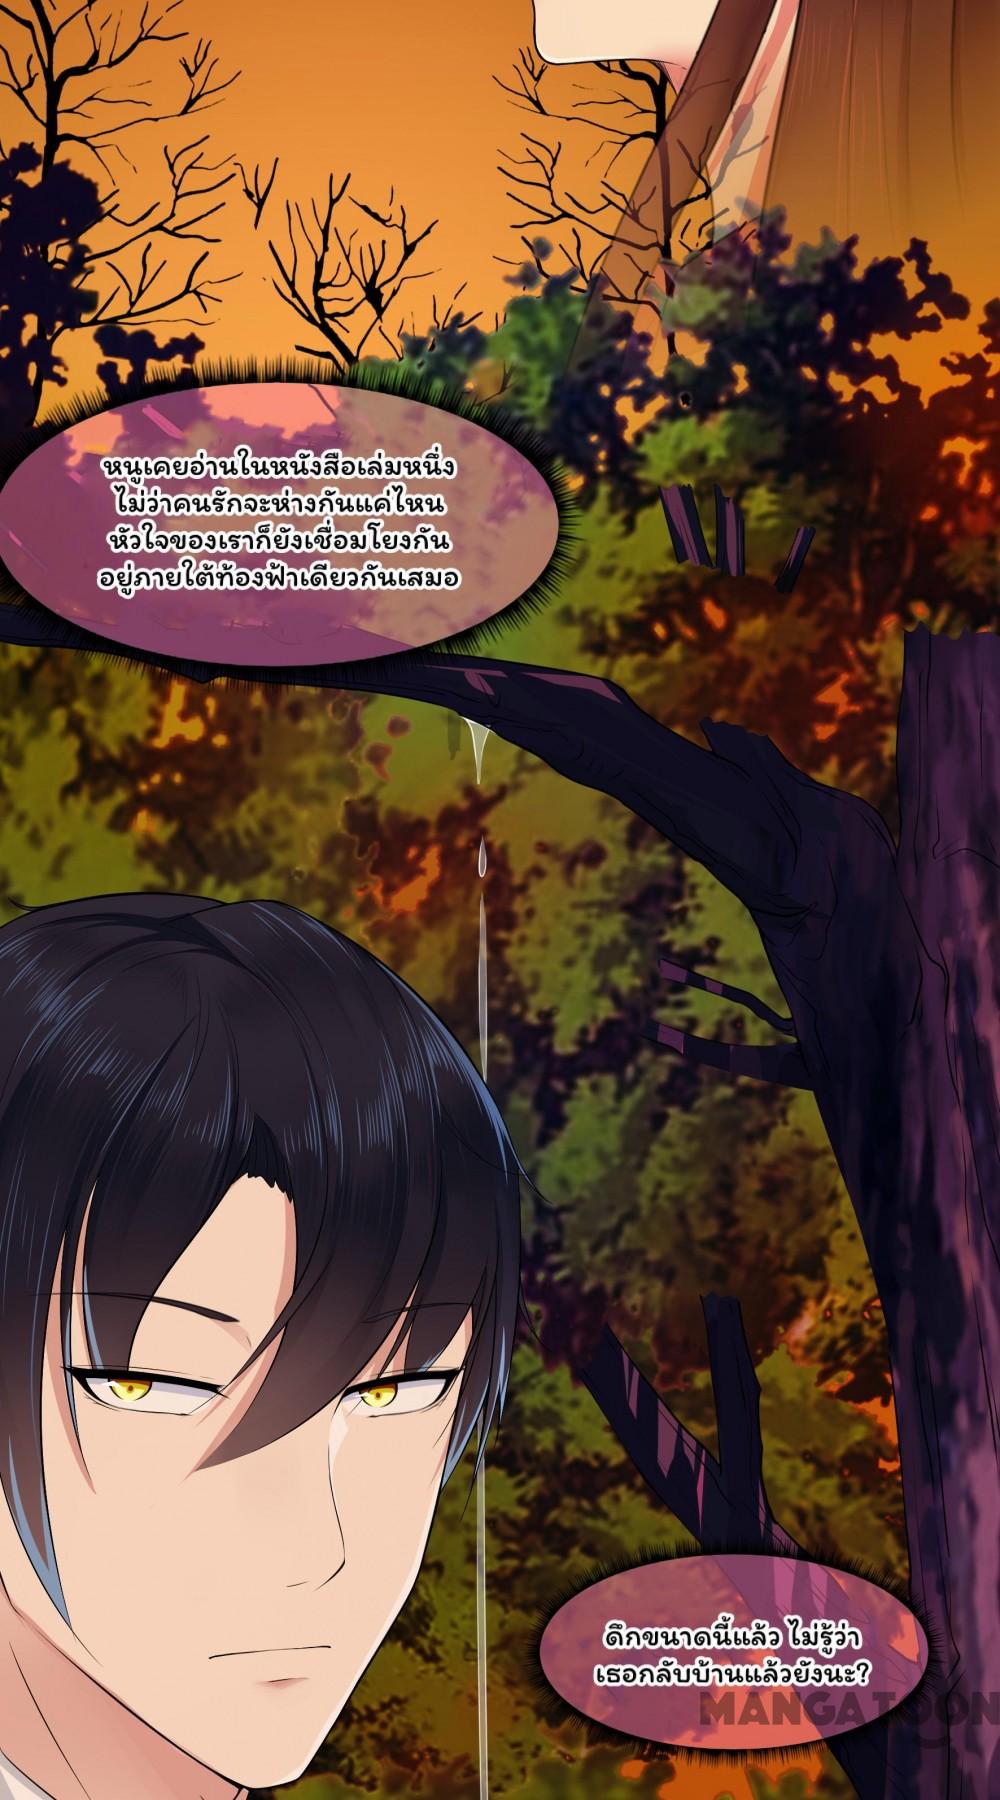 หนูเคยอ่านในหนังสือเล่มหนึ่ง
ไม่ว่าคนรักจะห่างกันแค่ไหน
หัวใจของเราก็ยังเชื่อมโยงกัน
อยู่ภายใต้ท้องฟ้าเดียวกันเสมอ
ดึกขนาดนี้แล้ว ไม่รู้ว่า
เธอกลับบ้านแล้วยังนะ?
MANGATOON